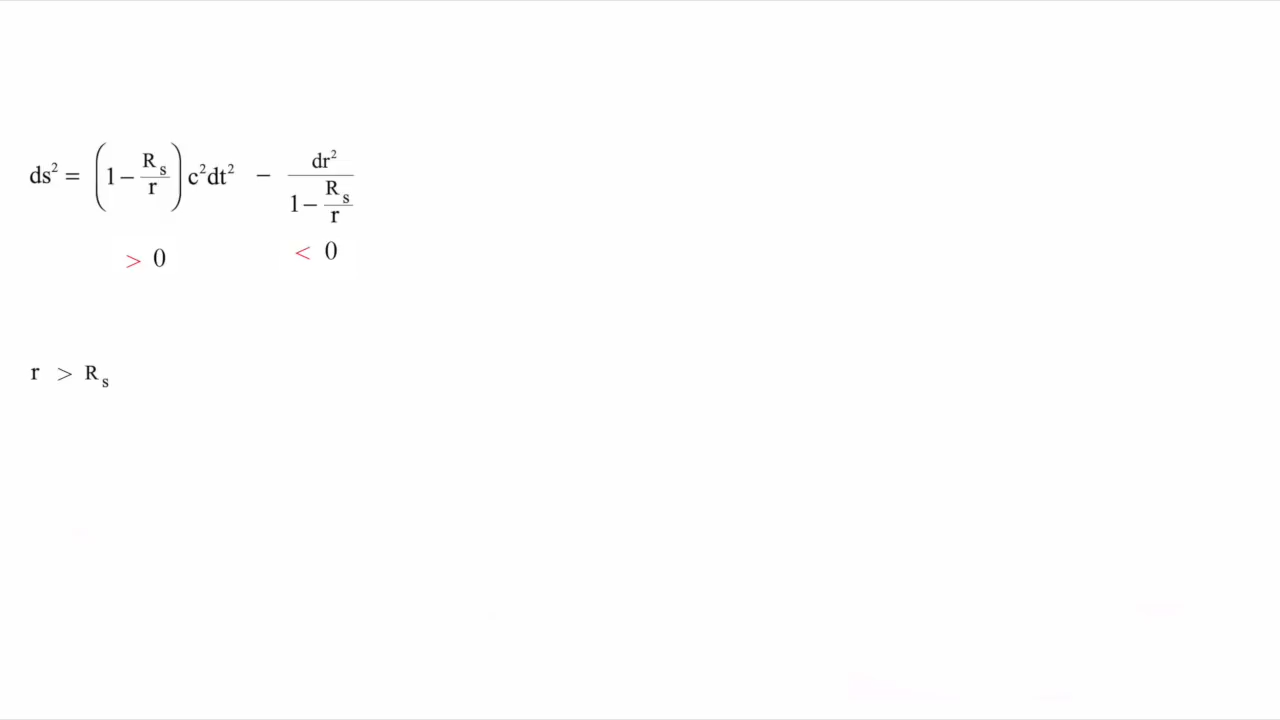 ds² = (1 − R_s/r) c²dt² − dr²/(1 − R_s/r)
> 0 < 0
r > R_s